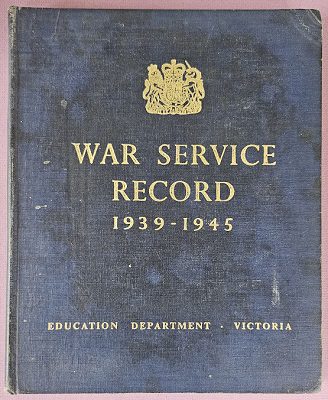 WAR SERVICE
RECORD
1939-1945
EDUCATION DEPARTMENT · VICTORIA